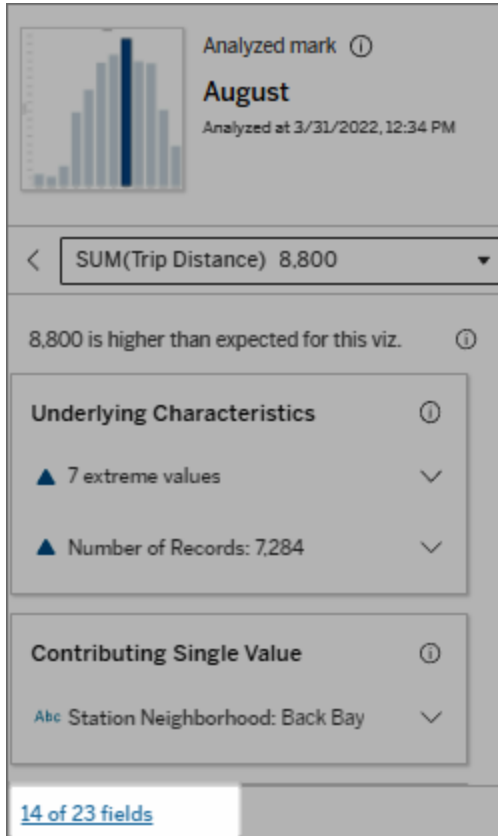 Analyzed mark
August
Analyzed at 3/31/2022, 12:34 PM
SUM(Trip Distance) 8,800
8,800 is higher than expected for this viz.
Underlying Characteristics
7 extreme values
Number of Records: 7,284
Contributing Single Value
Abc Station Neighborhood: Back Bay
14 of 23 fields